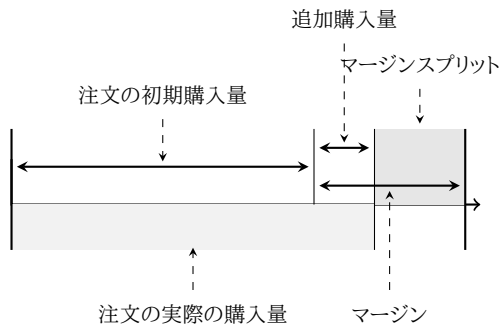 追加購入量
マージンスプリット
注文の初期購入量
注文の実際の購入量
マージン